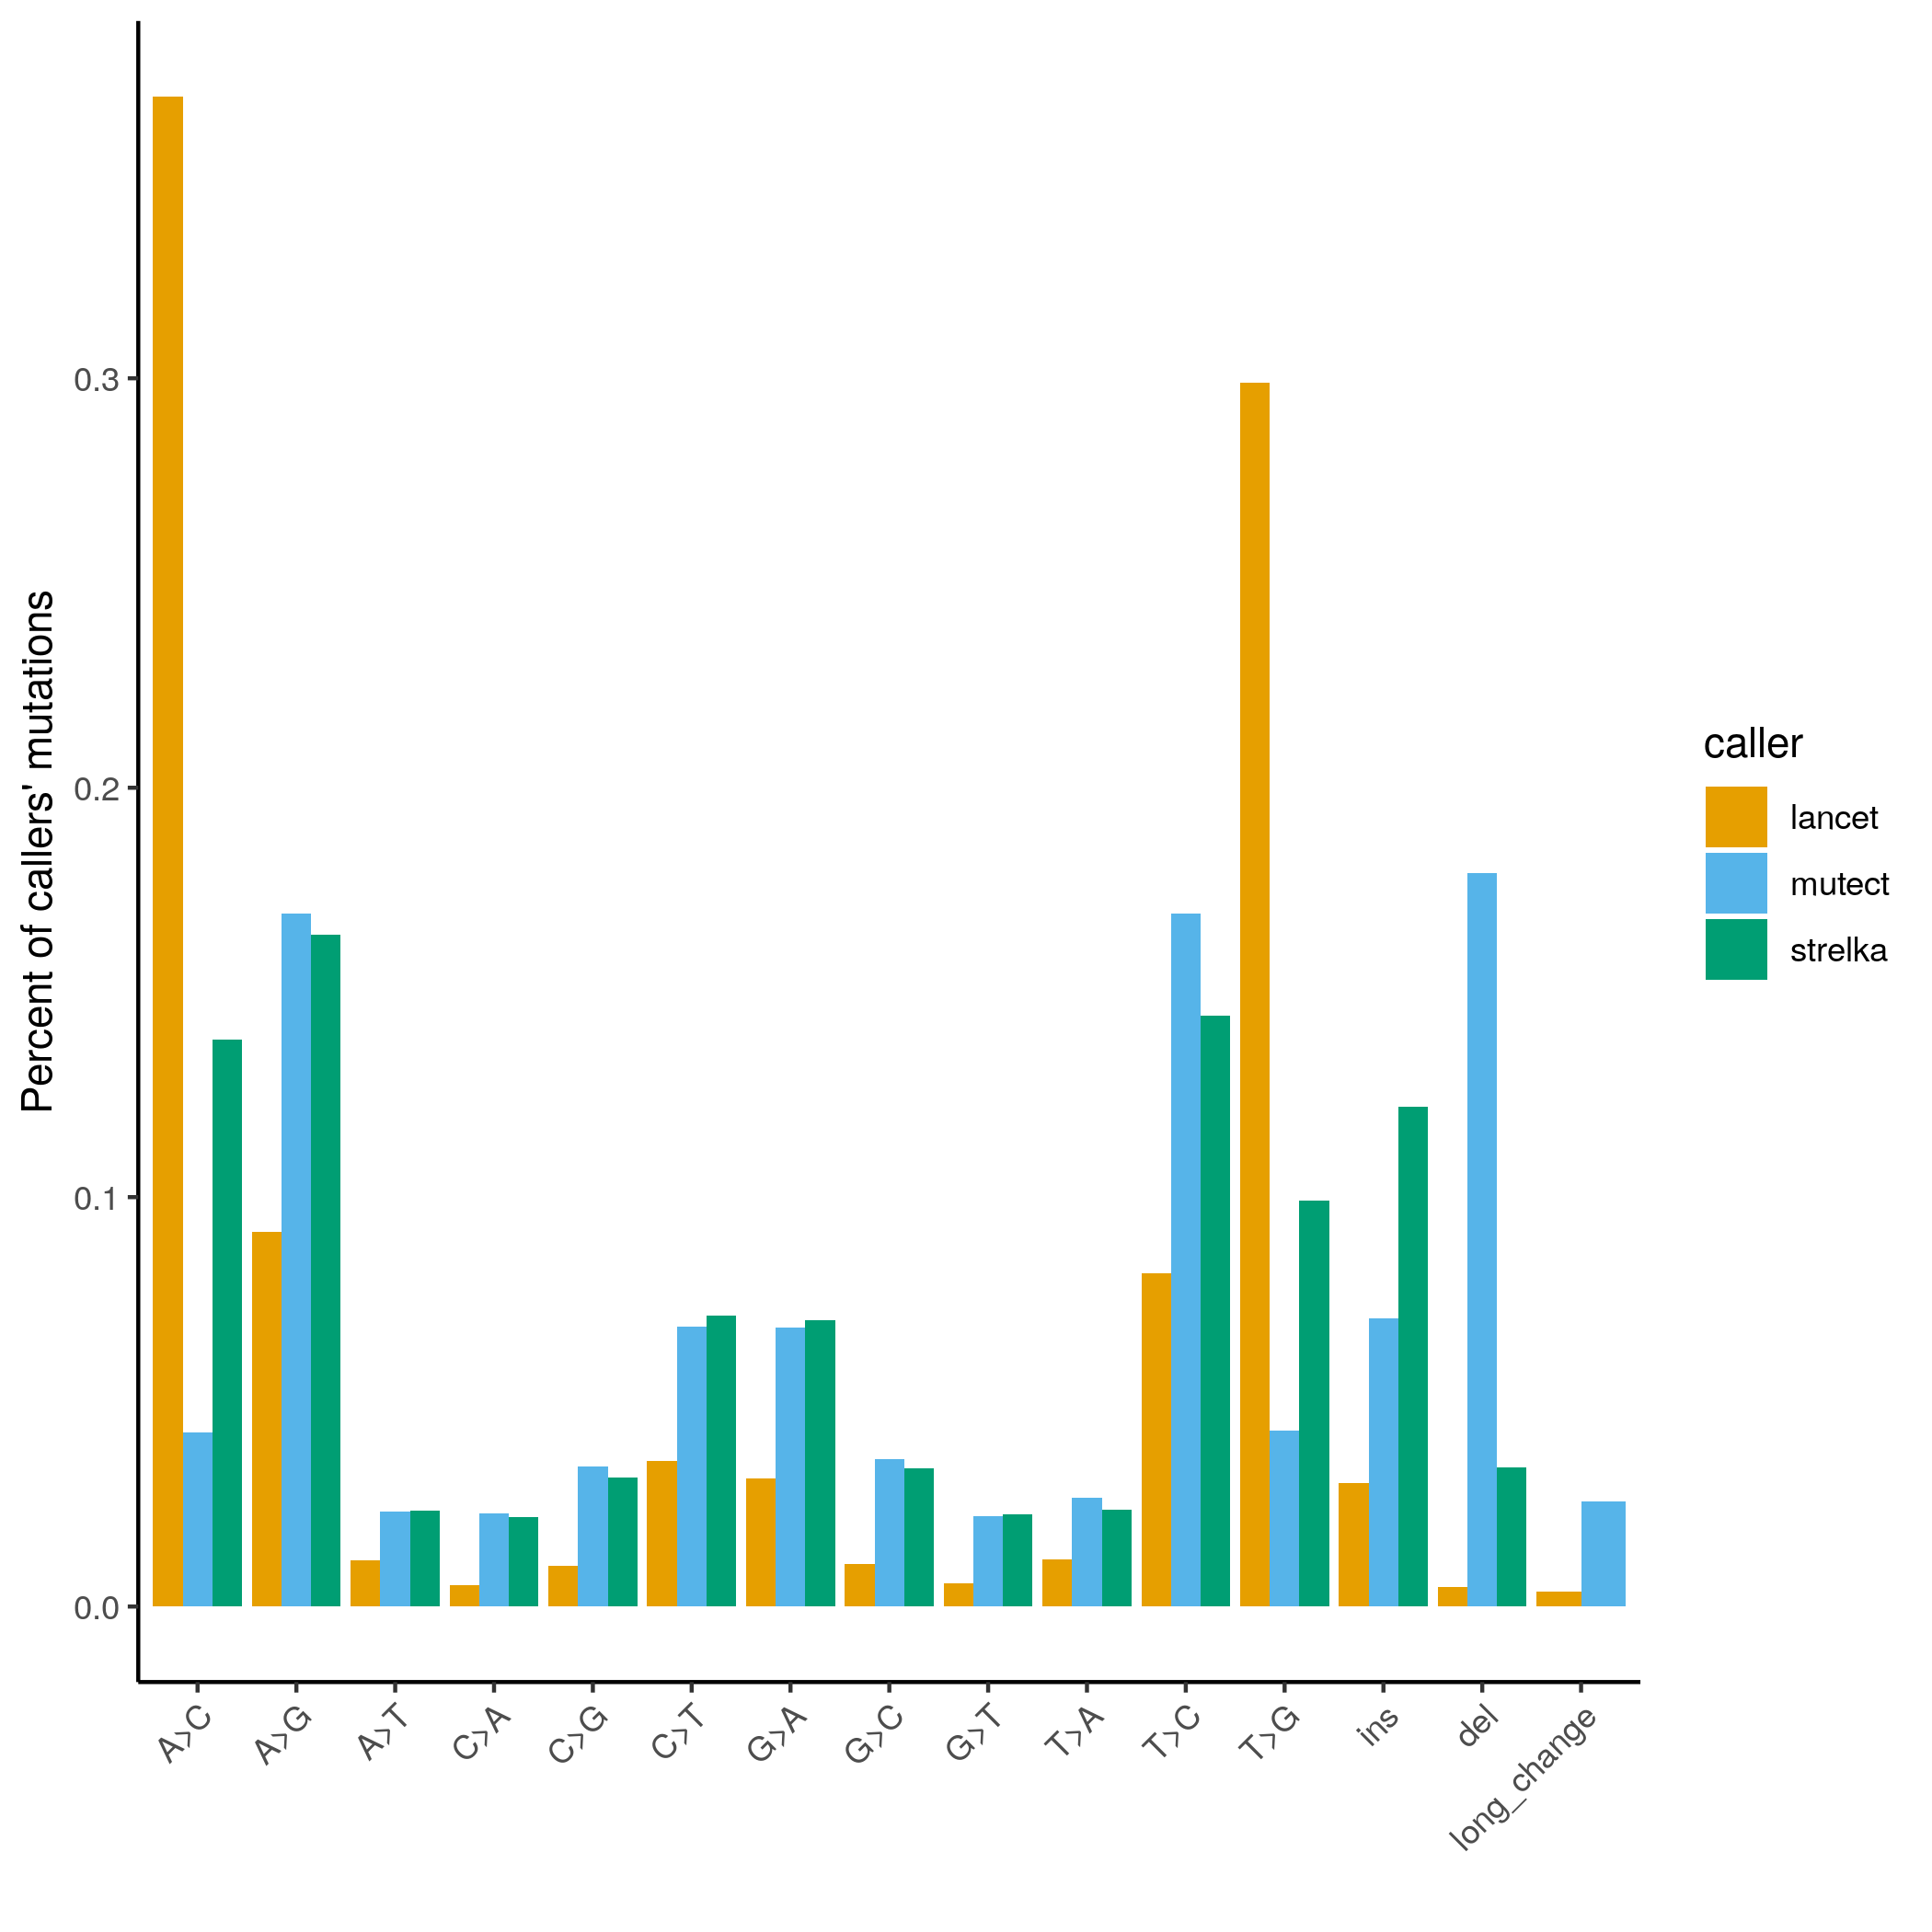 Percent of callers' mutations
0.3
0.2
0.1
0.0
A>C
A>G
A>T
C>A
C>G
C>T
G>A
G>C
G>T
T>A
T>C
T>G
ins
del
long_change
caller
lancet
mutect
strelka